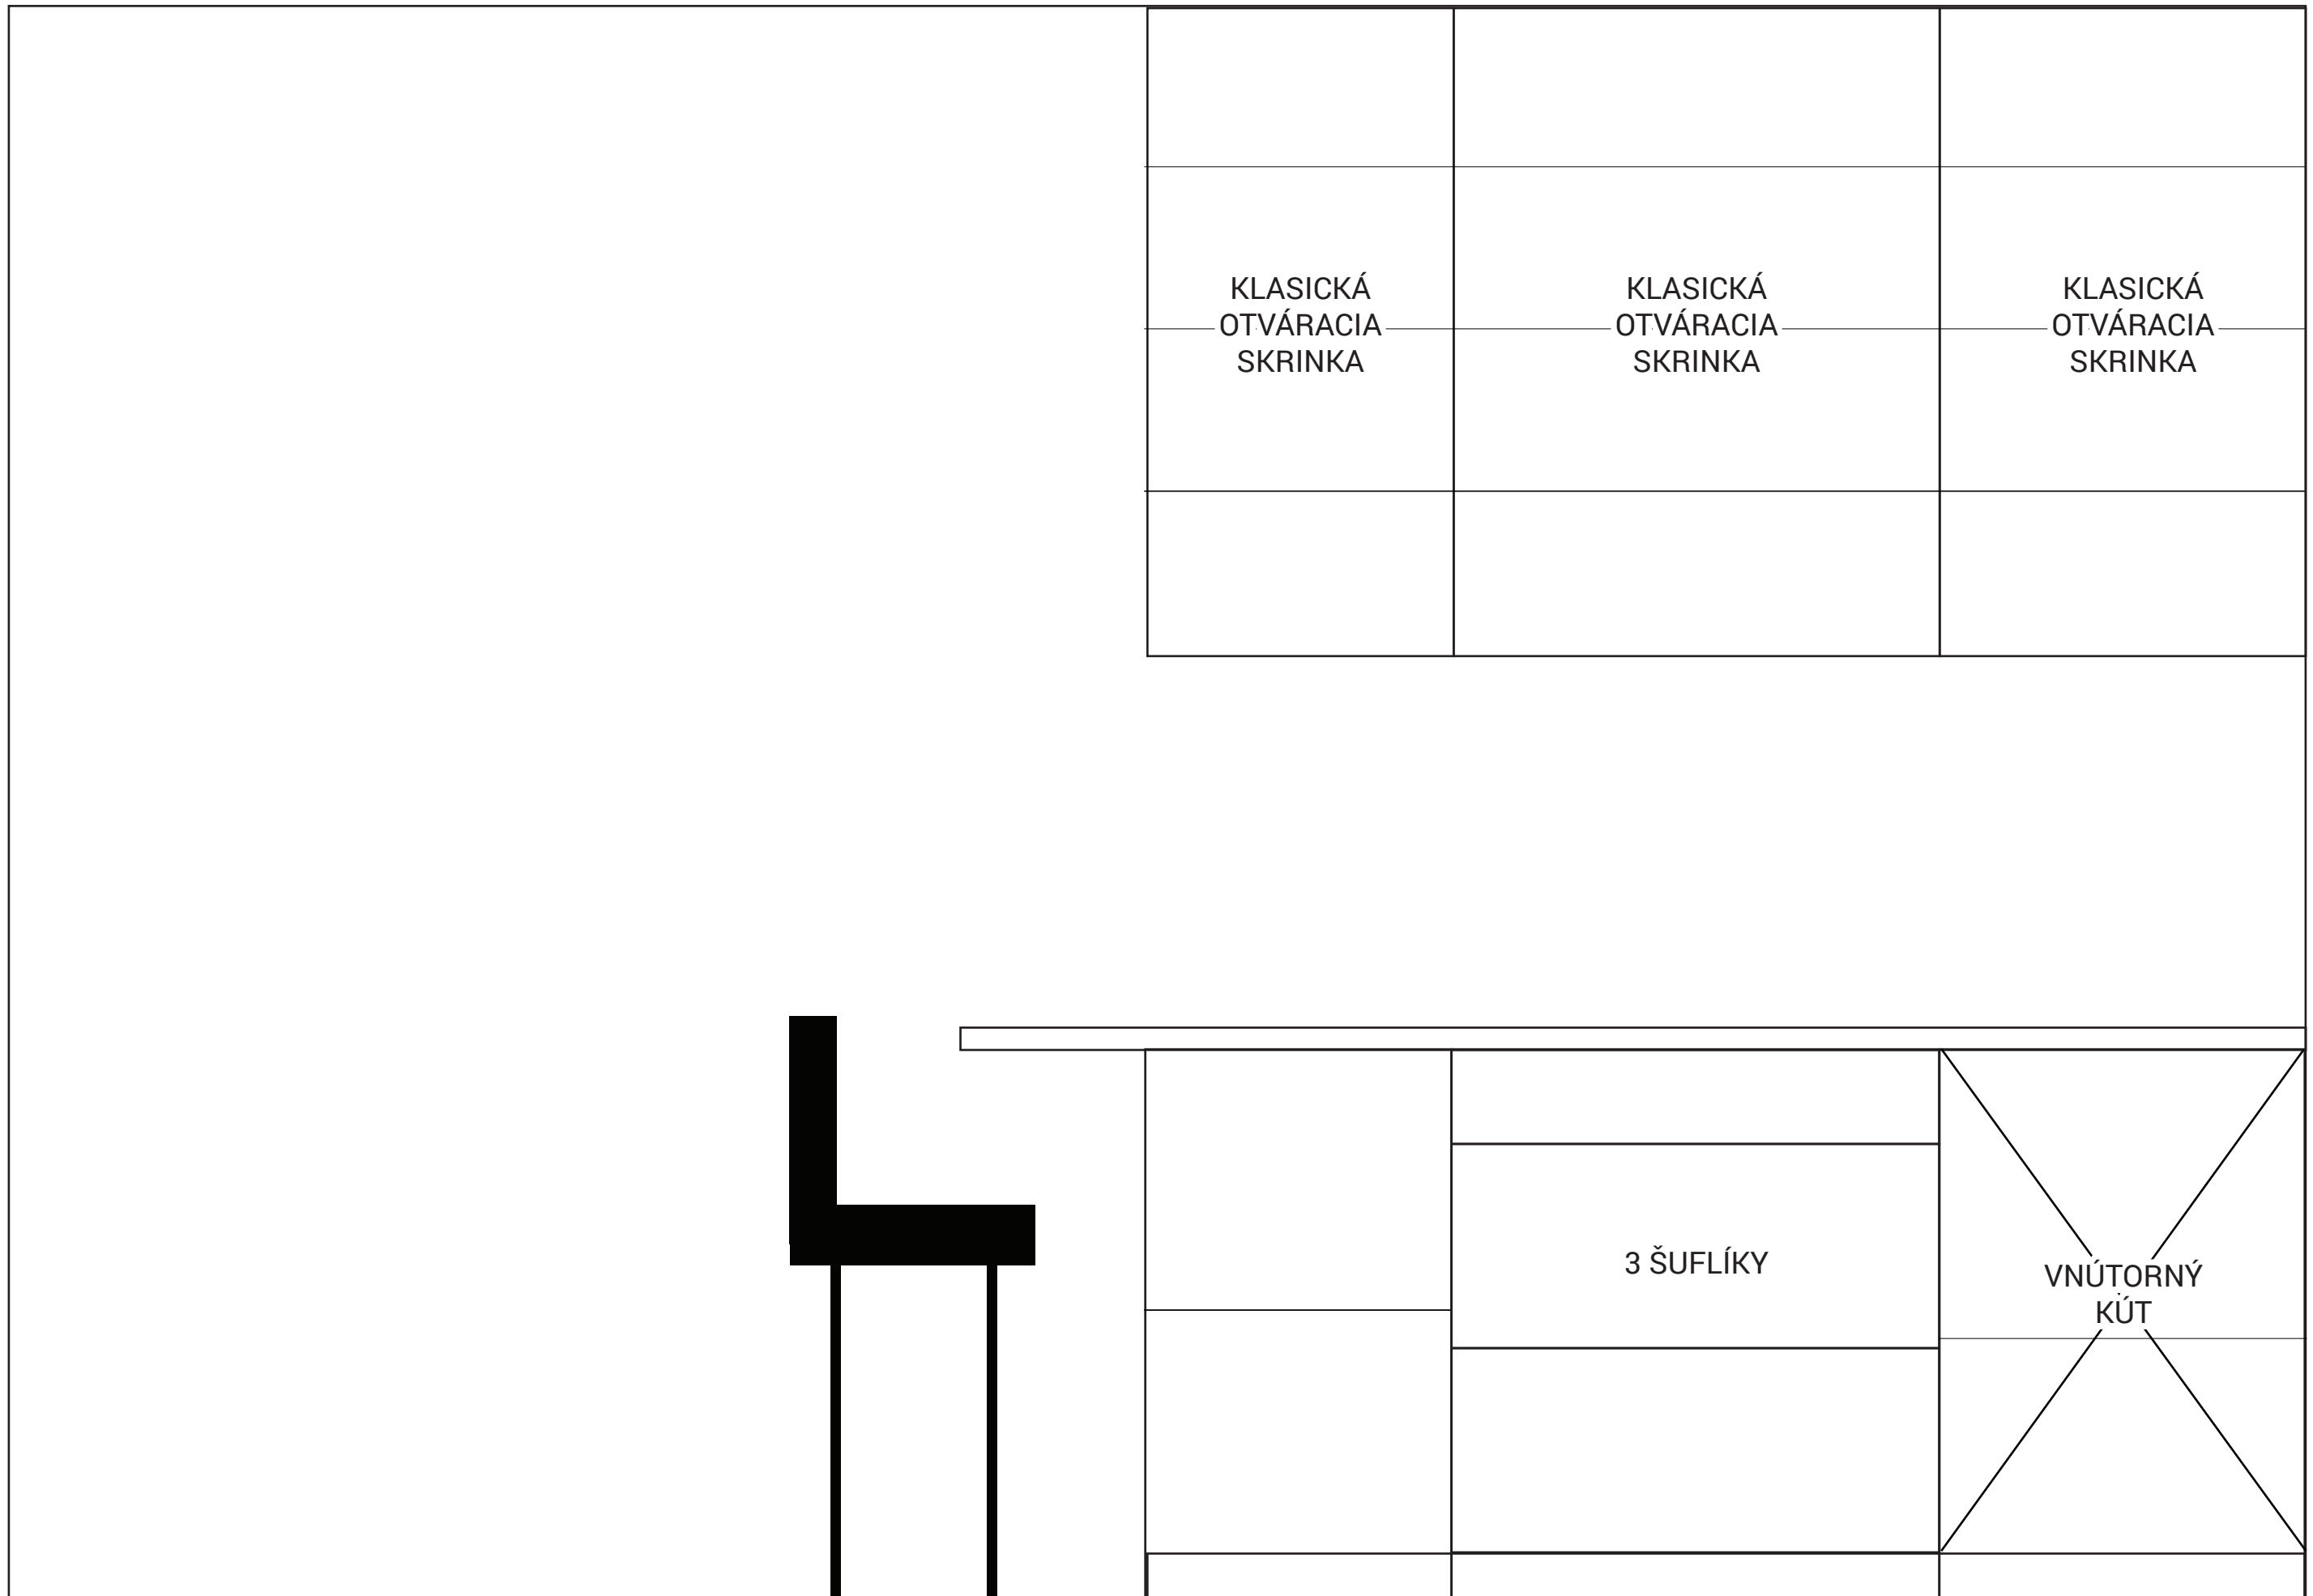 KLASICKÁ
OTVÁRACIA
SKRINKA
KLASICKÁ
OTVÁRACIA
SKRINKA
KLASICKÁ
OTVÁRACIA
SKRINKA
3 ŠUFLÍKY
VNÚTORNÝ
KÚT